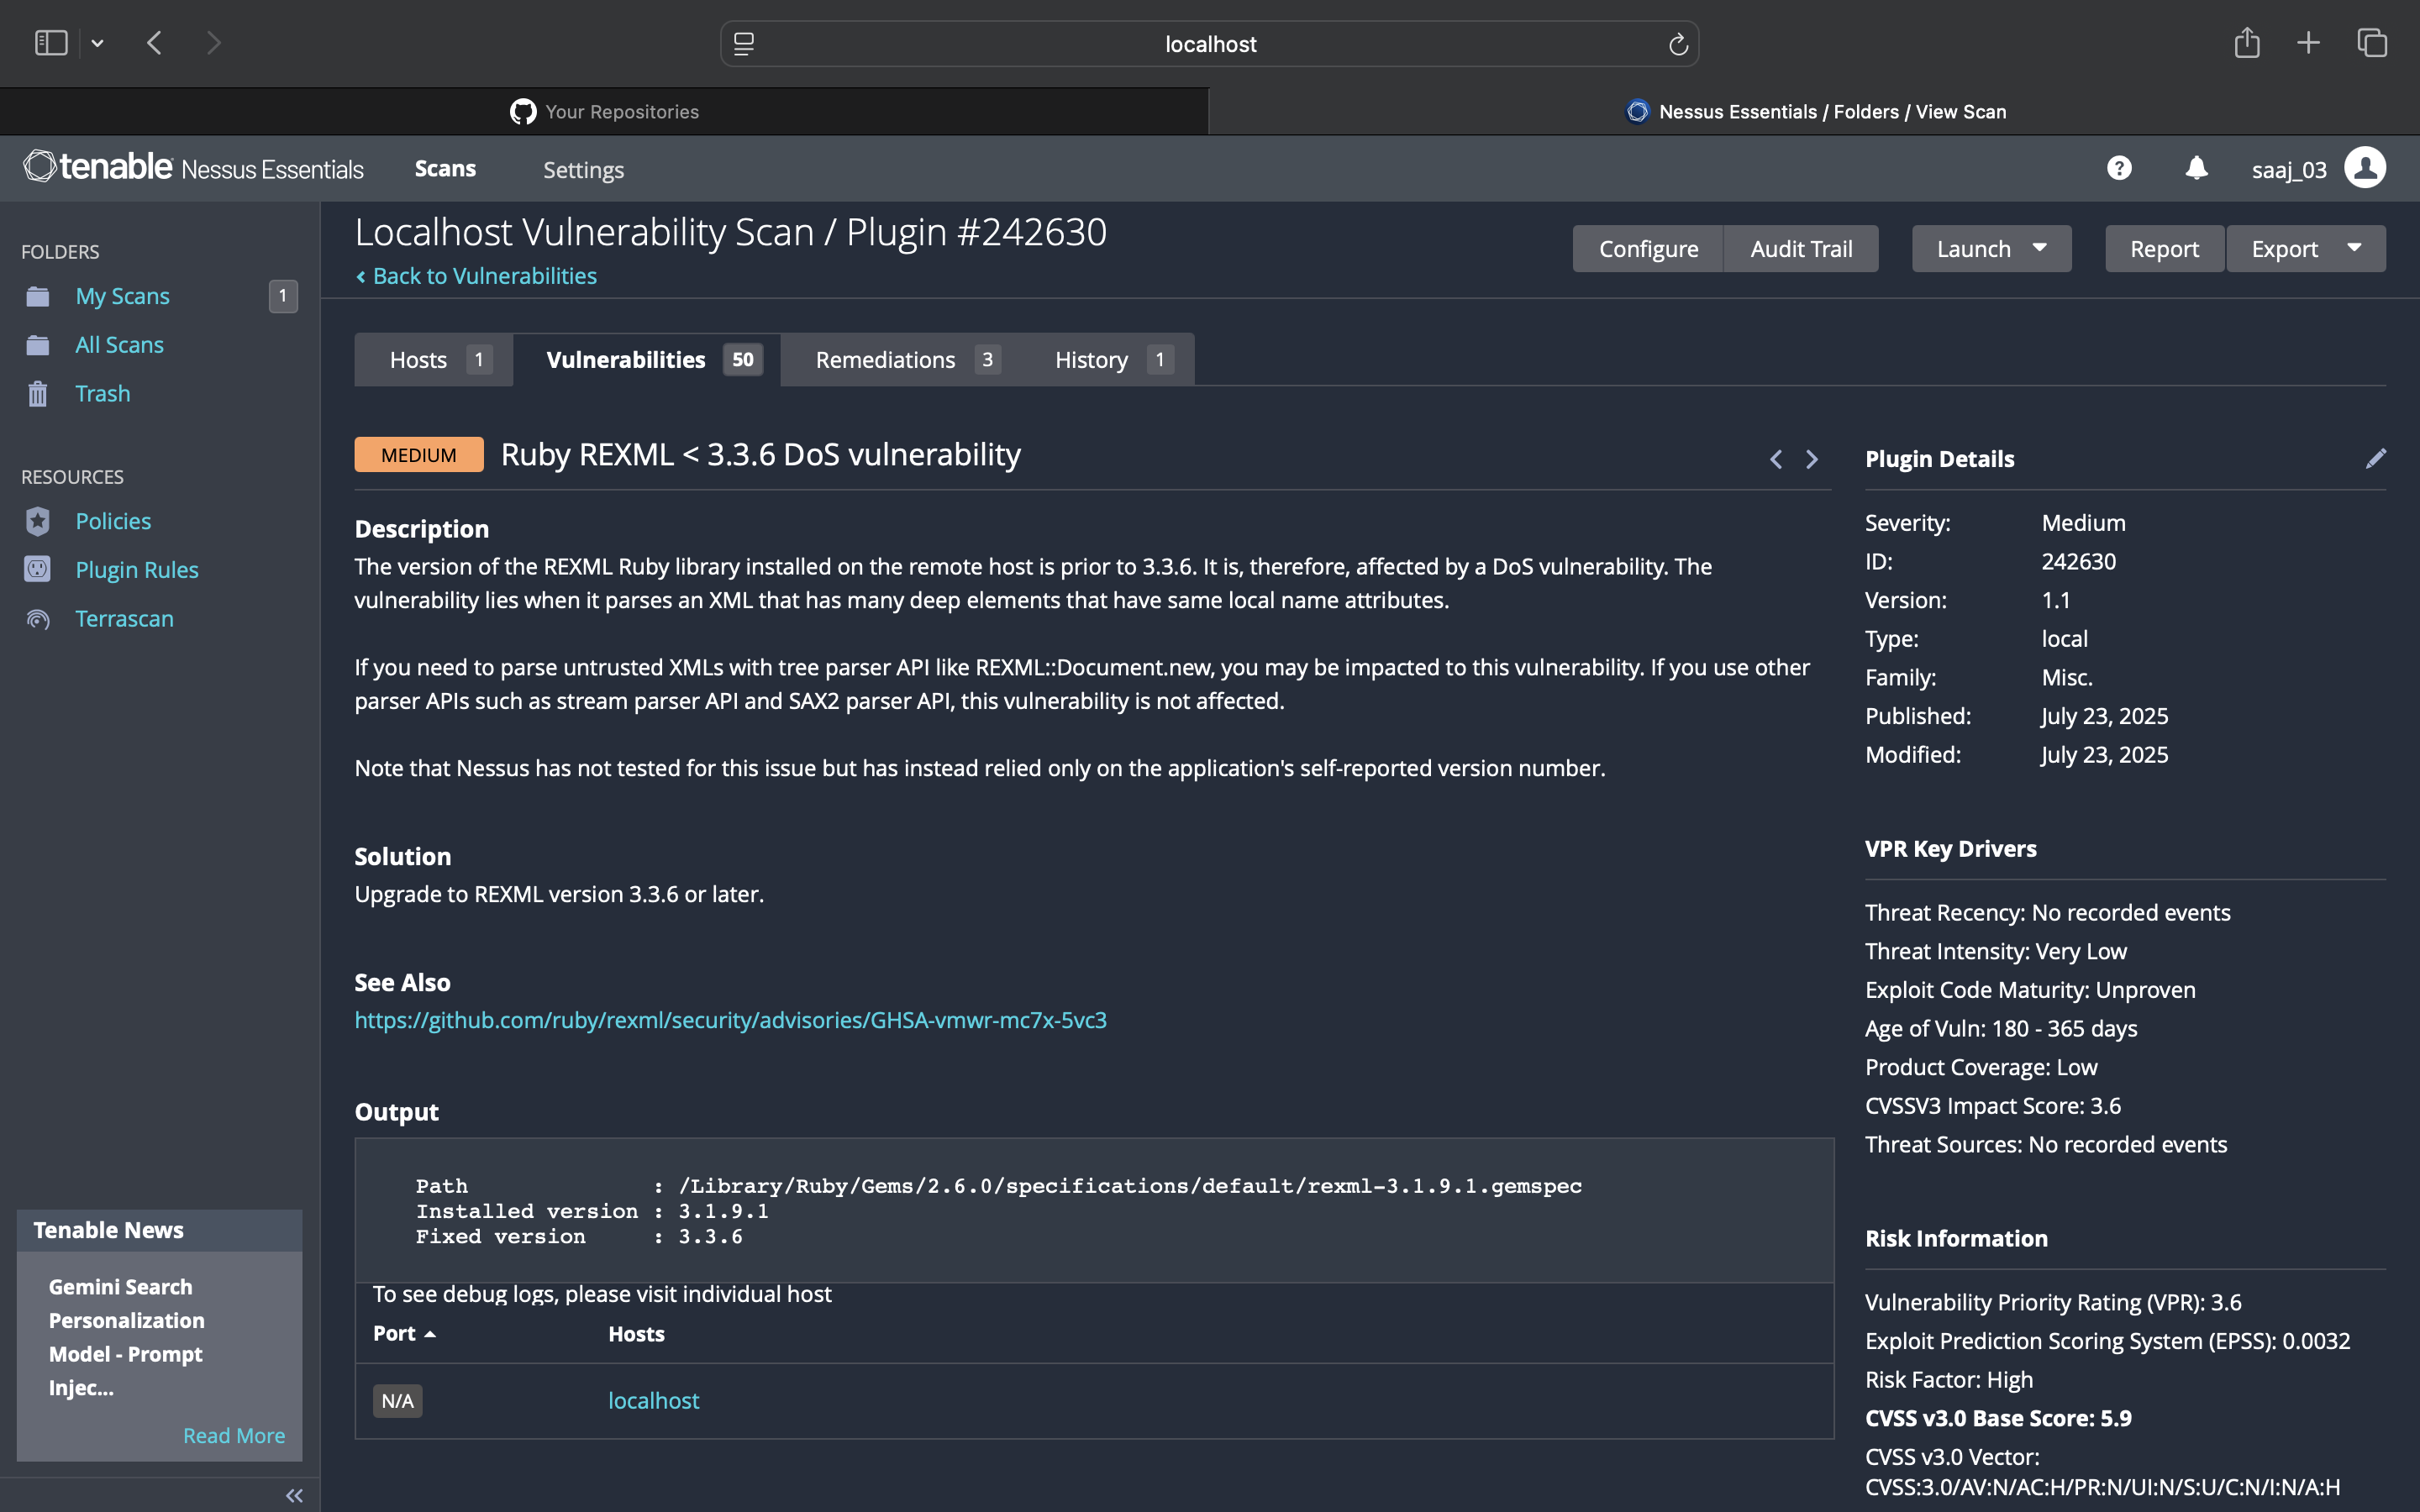 localhost
Your Repositories
Nessus Essentials / Folders / View Scan
tenable Nessus Essentials
Scans
Settings
?
saaj_03
FOLDERS
My Scans
1
All Scans
Trash
RESOURCES
Policies
Plugin Rules
Terrascan
Tenable News
Gemini Search
Personalization
Model - Prompt
Injec...
Read More
Localhost Vulnerability Scan / Plugin #242630
Back to Vulnerabilities
Configure
Audit Trail
Launch
Report
Export
Hosts 1
Vulnerabilities 50
Remediations 3
History 1
MEDIUM
Ruby REXML < 3.3.6 DoS vulnerability
Description
The version of the REXML Ruby library installed on the remote host is prior to 3.3.6. It is, therefore, affected by a DoS vulnerability. The
vulnerability lies when it parses an XML that has many deep elements that have same local name attributes.
If you need to parse untrusted XMLs with tree parser API like REXML::Document.new, you may be impacted to this vulnerability. If you use other
parser APIs such as stream parser API and SAX2 parser API, this vulnerability is not affected.
Note that Nessus has not tested for this issue but has instead relied only on the application's self-reported version number.
Solution
Upgrade to REXML version 3.3.6 or later.
See Also
https://github.com/ruby/rexml/security/advisories/GHSA-vmwr-mc7x-5vc3
Output
Path : /Library/Ruby/Gems/2.6.0/specifications/default/rexml-3.1.9.1.gemspec
Installed version : 3.1.9.1
Fixed version : 3.3.6
To see debug logs, please visit individual host
Port Hosts
N/A localhost
Plugin Details
Severity: Medium
ID: 242630
Version: 1.1
Type: local
Family: Misc.
Published: July 23, 2025
Modified: July 23, 2025
VPR Key Drivers
Threat Recency: No recorded events
Threat Intensity: Very Low
Exploit Code Maturity: Unproven
Age of Vuln: 180 - 365 days
Product Coverage: Low
CVSSV3 Impact Score: 3.6
Threat Sources: No recorded events
Risk Information
Vulnerability Priority Rating (VPR): 3.6
Exploit Prediction Scoring System (EPSS): 0.0032
Risk Factor: High
CVSS v3.0 Base Score: 5.9
CVSS v3.0 Vector:
CVSS:3.0/AV:N/AC:H/PR:N/UI:N/S:U/C:N/I:N/A:H